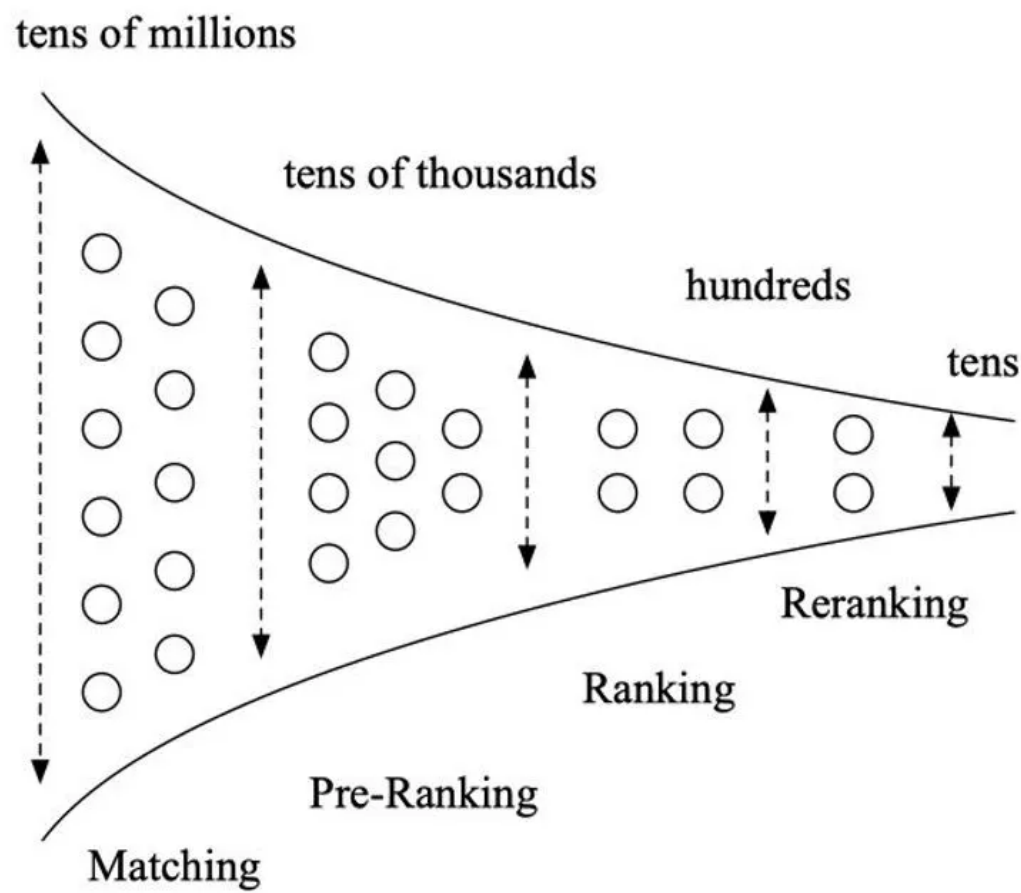 tens of millions
tens of thousands
hundreds
tens
Reranking
Ranking
Pre-Ranking
Matching